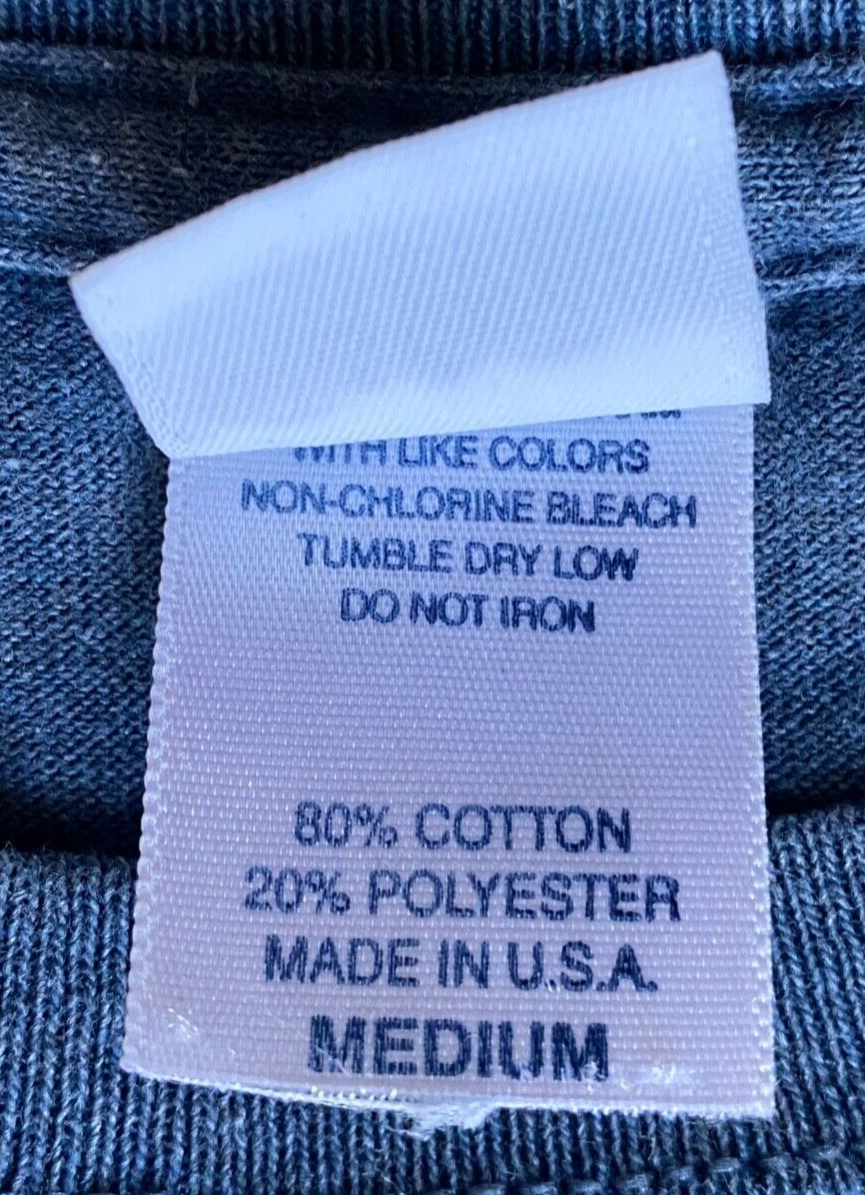 WITH LIKE COLORS
NON-CHLORINE BLEACH
TUMBLE DRY LOW
DO NOT IRON
80% COTTON
20% POLYESTER
MADE IN U.S.A.
MEDIUM